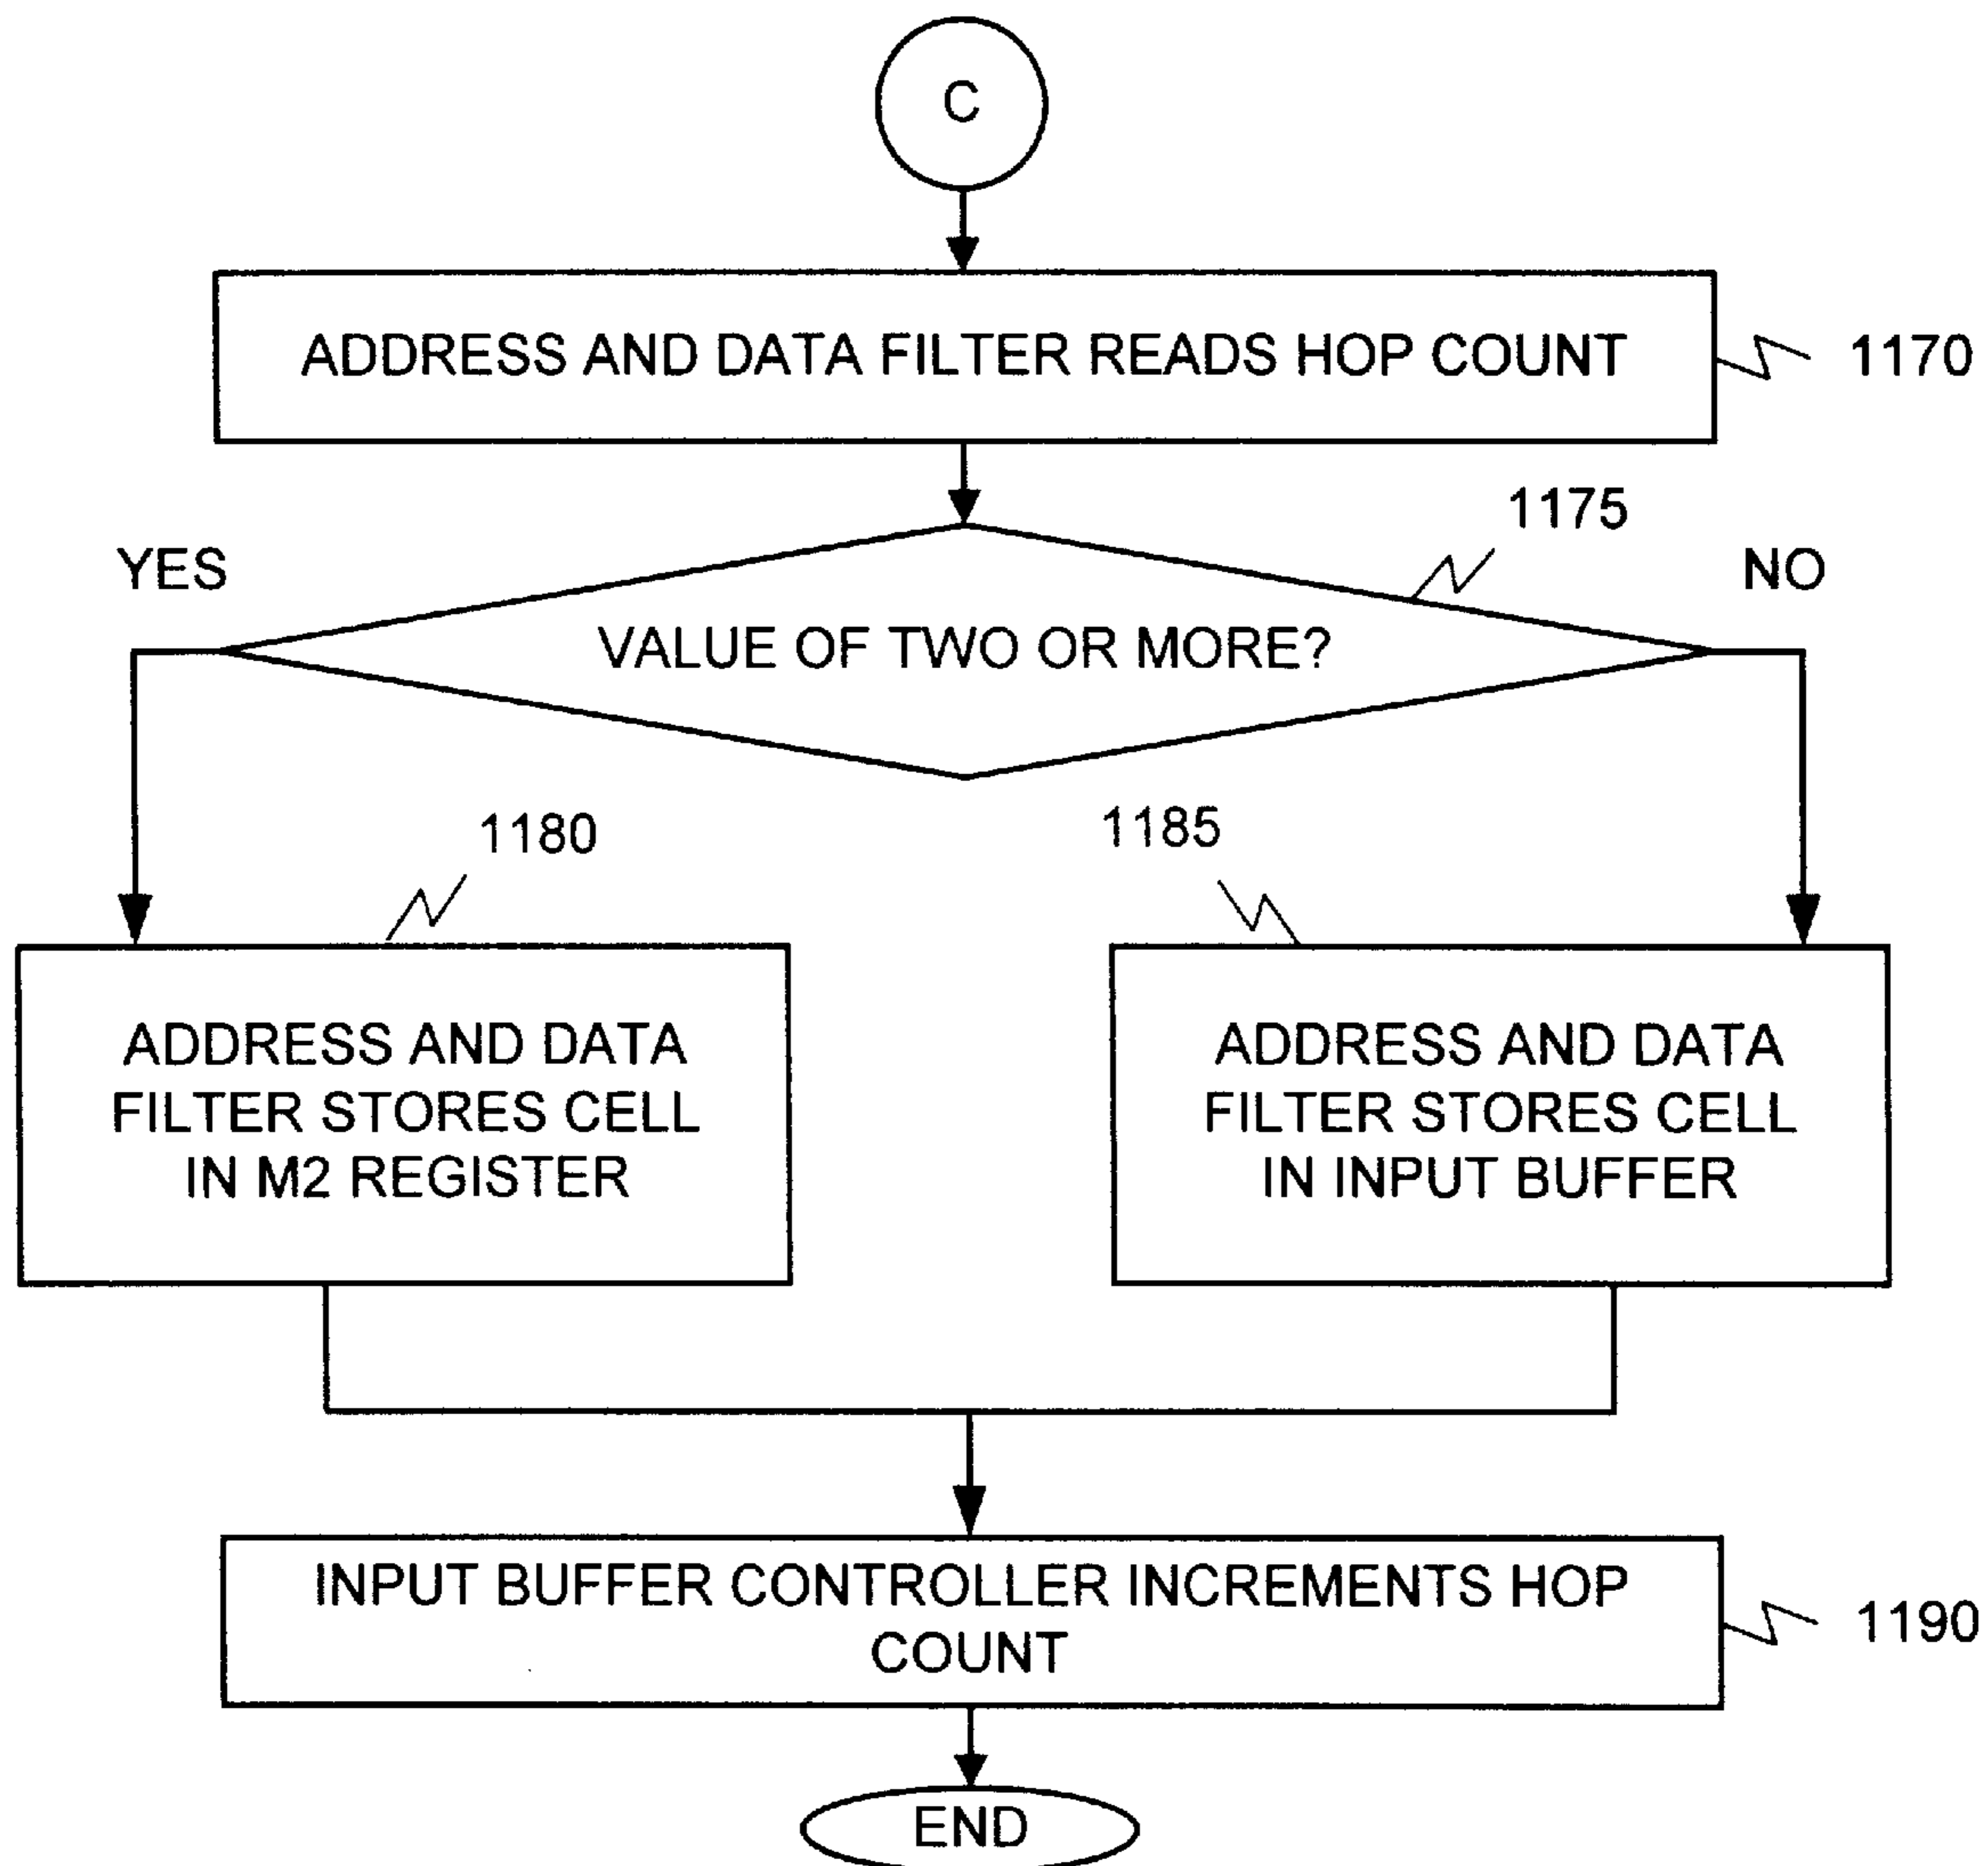 C
ADDRESS AND DATA FILTER READS HOP COUNT
1170
1175
YES
NO
VALUE OF TWO OR MORE?
1180
1185
ADDRESS AND DATA
FILTER STORES CELL
IN M2 REGISTER
ADDRESS AND DATA
FILTER STORES CELL
IN INPUT BUFFER
INPUT BUFFER CONTROLLER INCREMENTS HOP
COUNT
1190
END